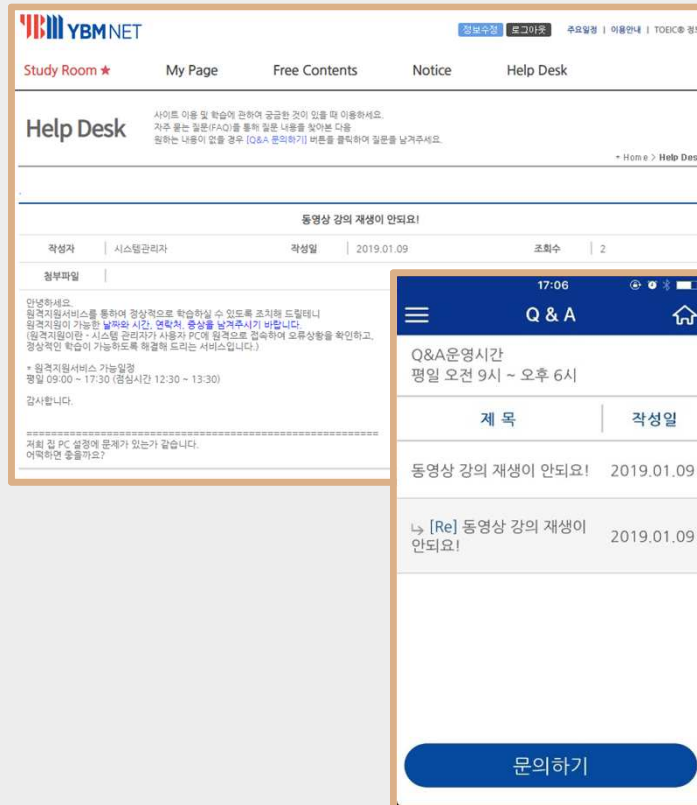 YBM YBMNET
정보수정 로그아웃 주요일정 | 이용안내 | TOEIC® 정
Study Room ★ My Page Free Contents Notice Help Desk
Help Desk
사이트 이용 및 학습에 관하여 궁금한 것이 있을 때 이용하세요.
자주 묻는 질문(FAQ)을 통해 질문 내용을 찾아본 다음
원하는 내용이 없을 경우 [Q&A 문의하기] 버튼을 클릭하여 질문을 남겨주세요.
Home > Help Des
동영상 강의 재생이 안되요!
작성자 시스템관리자 작성일 2019.01.09 조회수 2
첨부파일
안녕하세요.
원격지원서비스를 통하여 정상적으로 학습하실 수 있도록 조치해 드릴테니
원격지원이 가능한 날짜와 시간, 연락처, 증상을 남겨주시기 바랍니다.
(원격지원이란 - 시스템 관리자가 사용자 PC에 원격으로 접속하여 오류상황을 확인하고,
정상적인 학습이 가능하도록 해결해 드리는 서비스입니다.)
* 원격지원서비스 가능일정
평일 09:00 ~ 17:30 (점심시간 12:30 ~ 13:30)
감사합니다.
==========================================================
저희 집 PC 설정에 문제가 있는가 같습니다.
어떡하면 좋을까요?
17:06
Q & A
Q&A운영시간
평일 오전 9시 ~ 오후 6시
제 목 작성일
동영상 강의 재생이 안되요! 2019.01.09
↳ [Re] 동영상 강의 재생이 2019.01.09
안되요!
문의하기